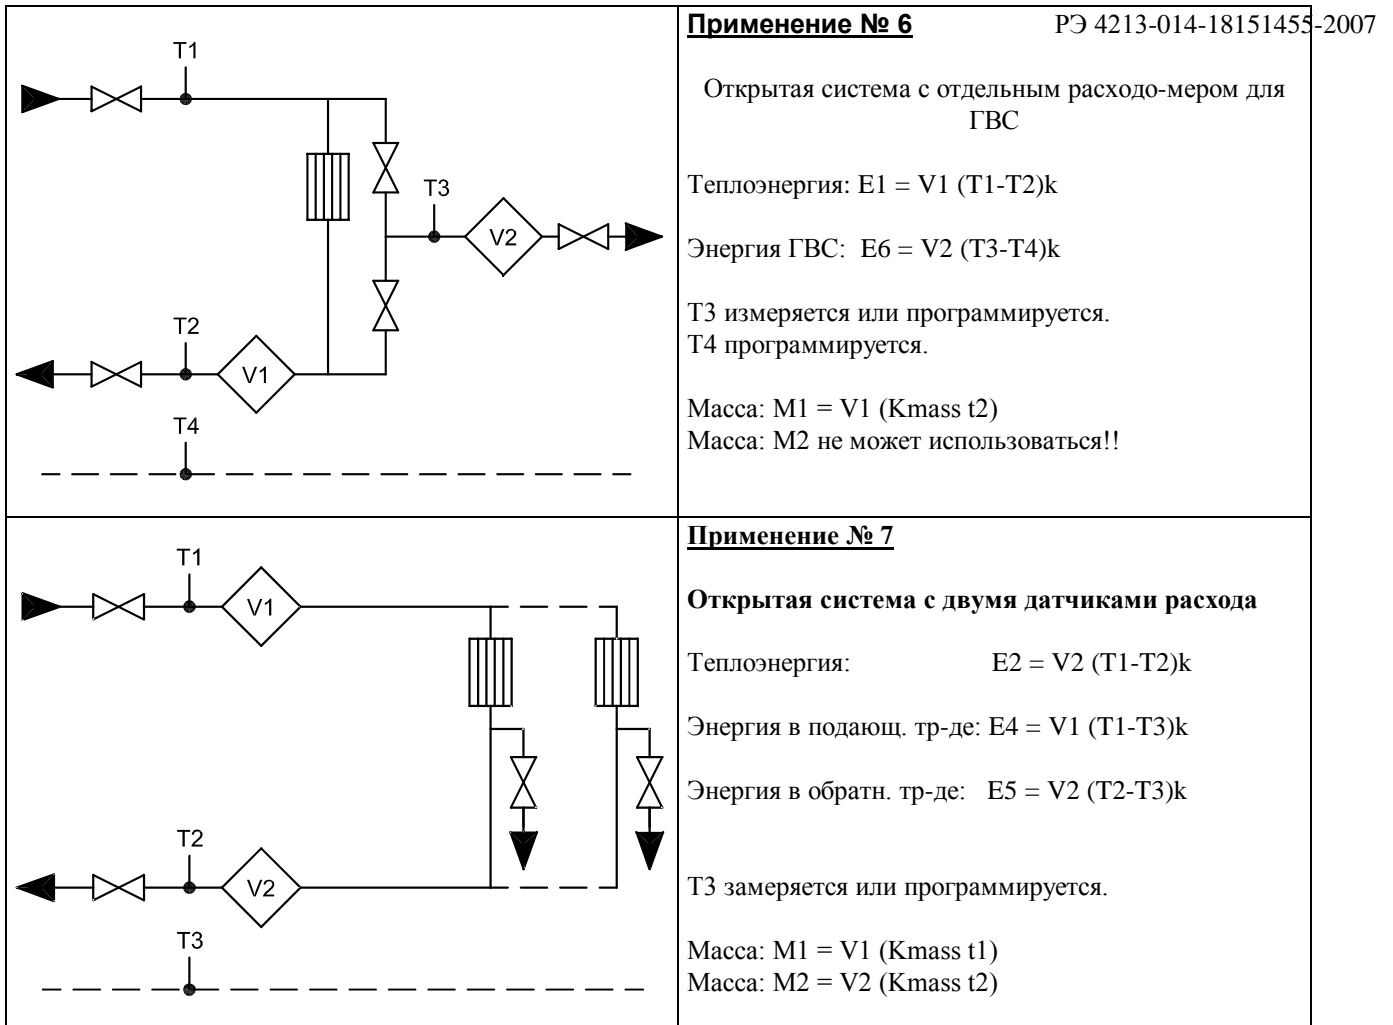 Применение № 6 РЭ 4213-014-18151455-2007
T1
Открытая система с отдельным расходо-мером для
ГВС
Теплоэнергия: E1 = V1 (T1-T2)k
T3
V2
Энергия ГВС: E6 = V2 (T3-T4)k
T3 измеряется или программируется.
T4 программируется.
T2
V1
Масса: M1 = V1 (Kmass t2)
Масса: M2 не может использоваться!!
T4
Применение № 7
T1
V1
Открытая система с двумя датчиками расхода
Теплоэнергия: E2 = V2 (T1-T2)k
Энергия в подающ. тр-де: E4 = V1 (T1-T3)k
Энергия в обратн. тр-де: E5 = V2 (T2-T3)k
T2
V2
T3 замеряется или программируется.
T3
Масса: M1 = V1 (Kmass t1)
Масса: M2 = V2 (Kmass t2)